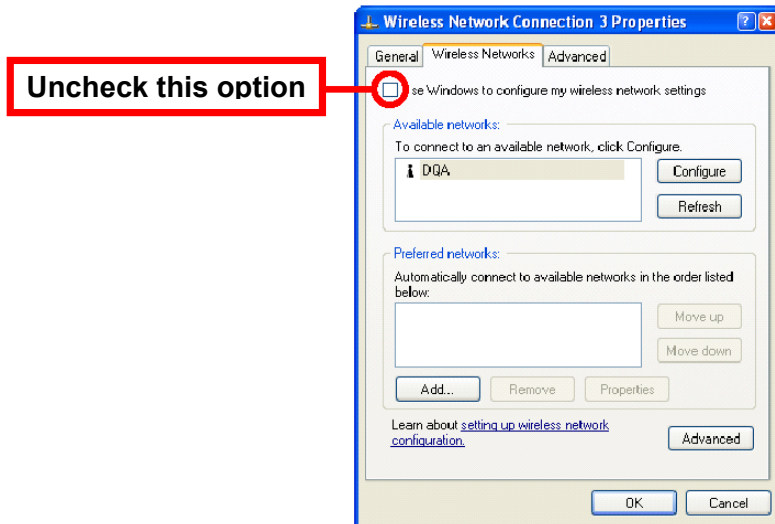 Wireless Network Connection 3 Properties
General Wireless Networks Advanced
Uncheck this option
se Windows to configure my wireless network settings
Available networks:
To connect to an available network, click Configure.
DQA
Configure
Refresh
Preferred networks:
Automatically connect to available networks in the order listed
below:
Move up
Move down
Add... Remove Properties
Learn about setting up wireless network
configuration.
Advanced
OK Cancel